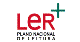 LeR+
PLANO NACIONAL
DE LEITURA